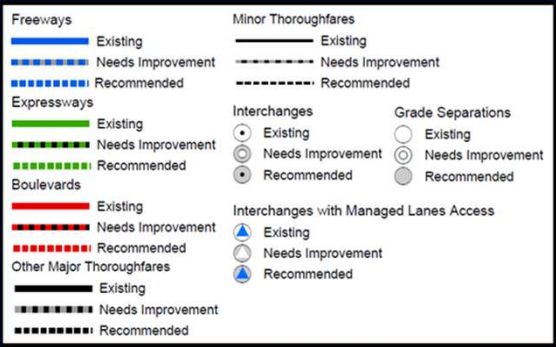 Freeways
Existing
Needs Improvement
Recommended
Expressways
Existing
Needs Improvement
Recommended
Boulevards
Existing
Needs Improvement
Recommended
Other Major Thoroughfares
Existing
Needs Improvement
Recommended
Minor Thoroughfares
Existing
Needs Improvement
Recommended
Interchanges
Existing
Needs Improvement
Recommended
Grade Separations
Existing
Needs Improvement
Recommended
Interchanges with Managed Lanes Access
Existing
Needs Improvement
Recommended